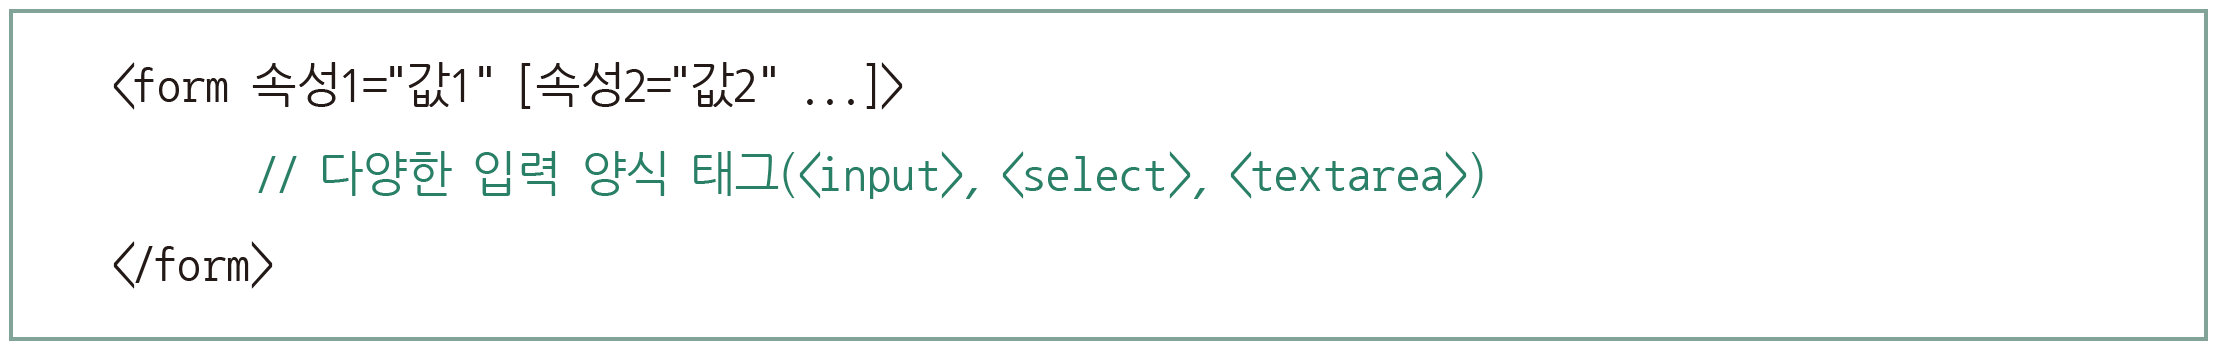 <form 속성1="값1" [속성2="값2" ...]>
// 다양한 입력 양식 태그(<input>, <select>, <textarea>)
</form>